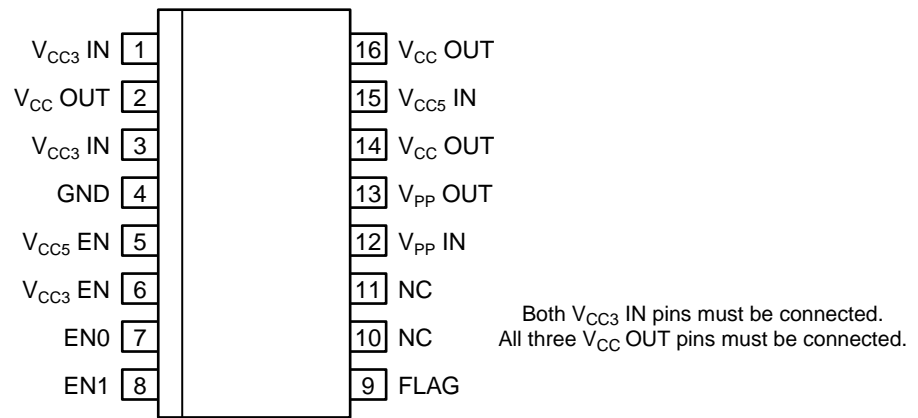 V_CC3 IN 1
V_CC OUT 2
V_CC3 IN 3
GND 4
V_CC5 EN 5
V_CC3 EN 6
EN0 7
EN1 8
16 V_CC OUT
15 V_CC5 IN
14 V_CC OUT
13 V_PP OUT
12 V_PP IN
11 NC
10 NC
9 FLAG
Both V_CC3 IN pins must be connected.
All three V_CC OUT pins must be connected.